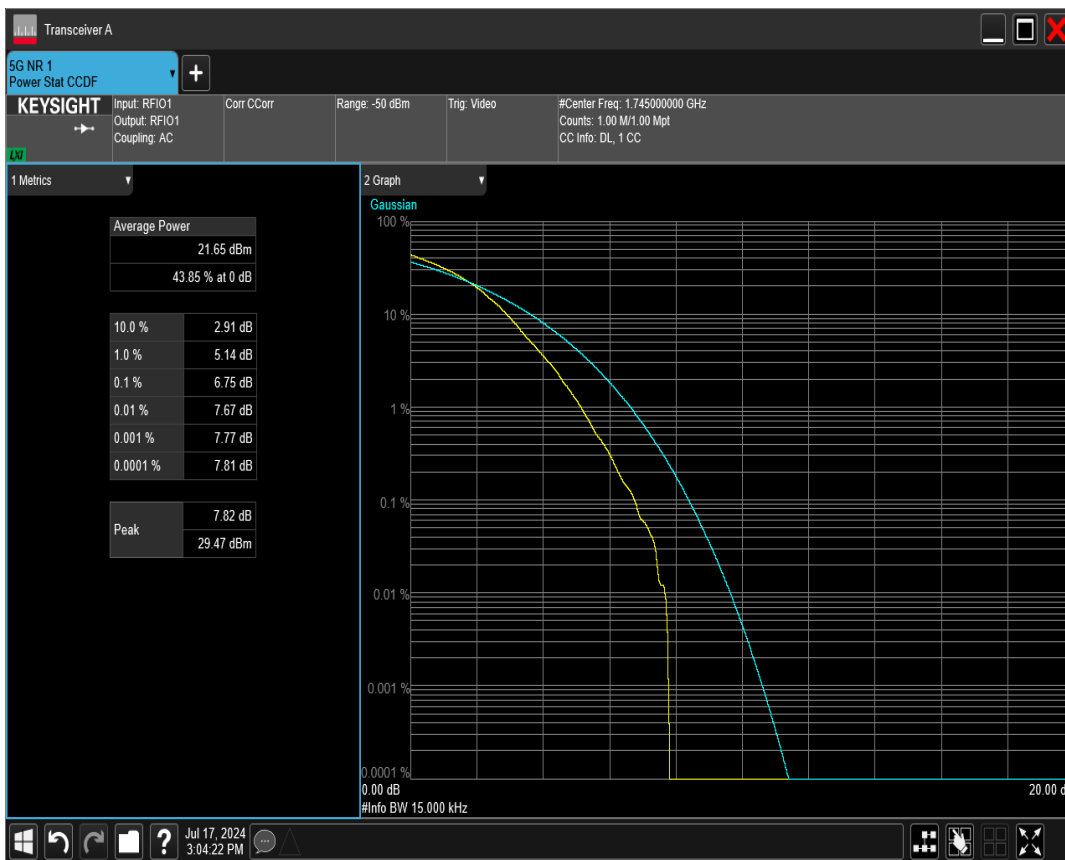 Transceiver A
5G NR 1
Power Stat CCDF
KEYSIGHT
LXI
Input: RFIO1
Output: RFIO1
Coupling: AC
Corr CCorr
Range: -50 dBm
Trig: Video
#Center Freq: 1.745000000 GHz
Counts: 1.00 M/1.00 Mpt
CC Info: DL, 1 CC
1 Metrics
Average Power
21.65 dBm
43.85 % at 0 dB
10.0 % 2.91 dB
1.0 % 5.14 dB
0.1 % 6.75 dB
0.01 % 7.67 dB
0.001 % 7.77 dB
0.0001 % 7.81 dB
Peak
7.82 dB
29.47 dBm
2 Graph
Gaussian
100 %
10 %
1 %
0.1 %
0.01 %
0.001 %
0.0001 %
0.00 dB
20.00 d
#Info BW 15.000 kHz
?
Jul 17, 2024
3:04:22 PM